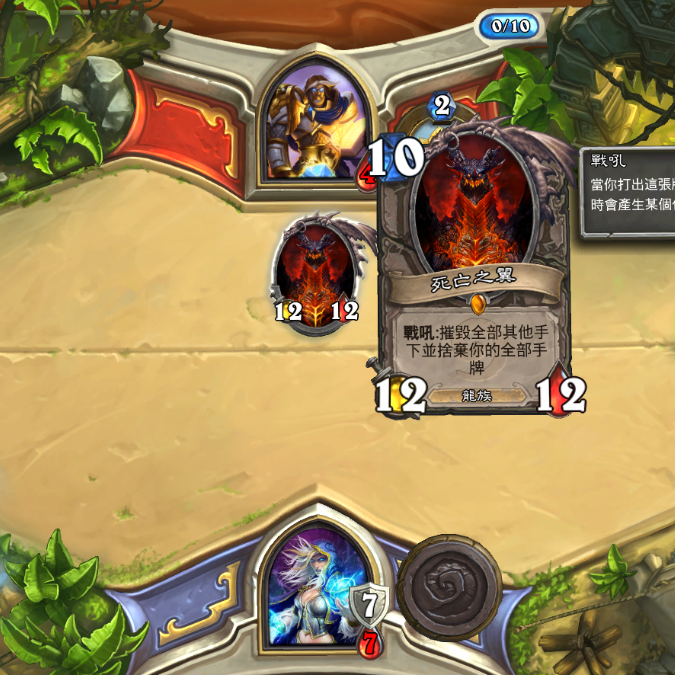 0/10
2
10
戰吼
當你打出這張
時會產生某個
死亡之翼
12
12
戰吼:摧毀全部其他手
下並捨棄你的全部手
牌
12
龍族
12
7
7